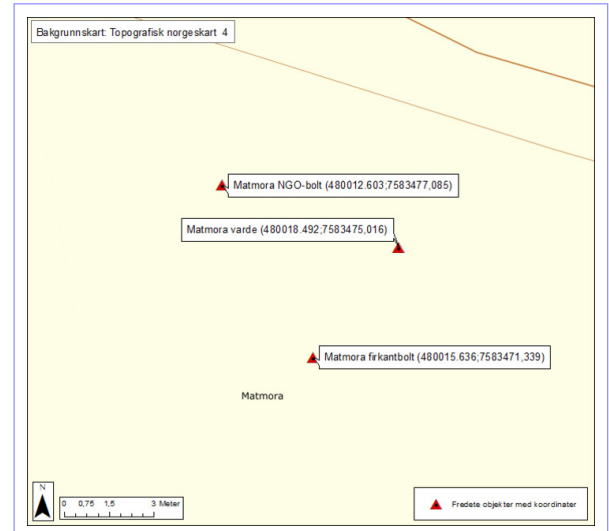 Bakgrunnskart: Topografisk norgeskart 4
Matmora NGO-bolt (480012.603;7583477,085)
Matmora varde (480018.492;7583475,016)
Matmora firkantbolt (480015.636;7583471,339)
Matmora
N
0 0,75 1,5 3 Meter
Fredete objekter med koordinater